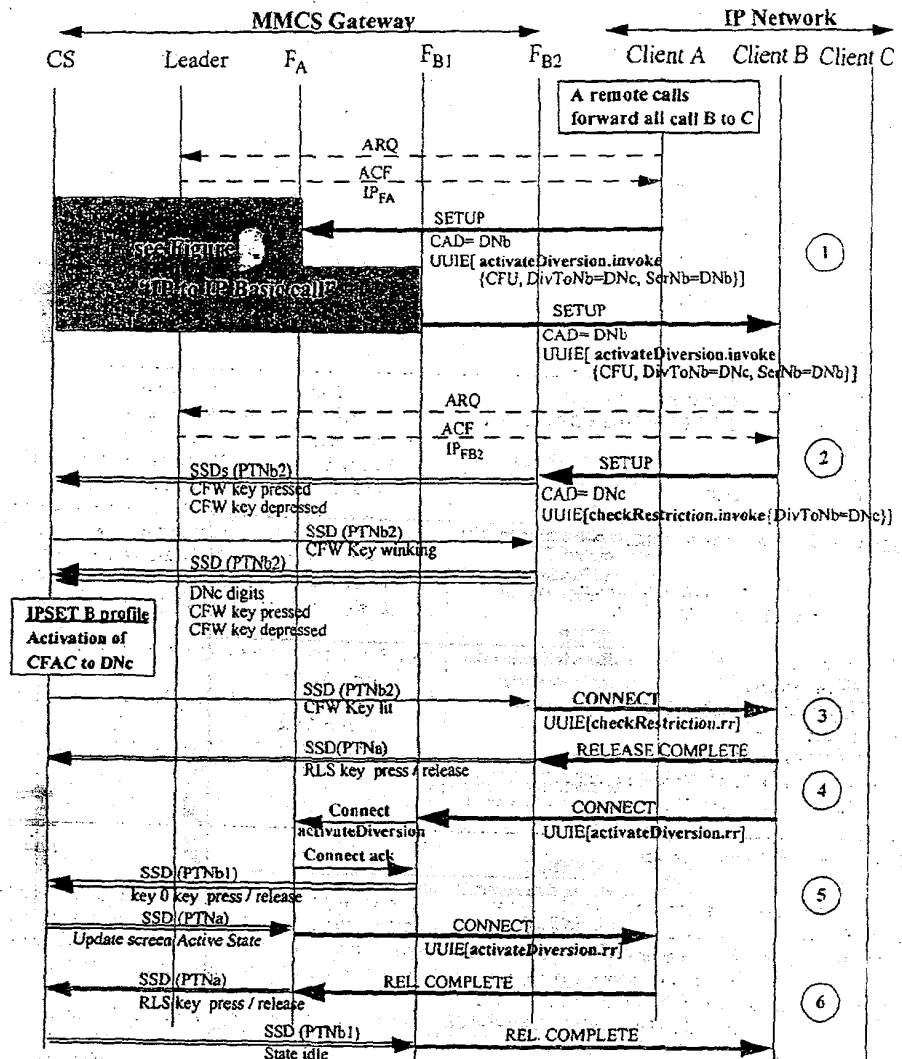 MMCS Gateway
IP Network
CS
Leader
FA
FB1
FB2
Client A
Client B
Client C
A remote calls
forward all call B to C
ARQ
ACF
IPFA
SETUP
CAD= DNb
UUIE[ activateDiversion.invoke
{CFU, DivToNb=DNc, SerNb=DNb}]
1
see Figure
"IP to IP Basic call"
SETUP
CAD= DNb
UUIE[ activateDiversion.invoke
{CFU, DivToNb=DNc, SerNb=DNb}]
ARQ
ACF
IPFB2
2
SSDs (PTNb2)
CFW key pressed
CFW key depressed
SETUP
CAD= DNc
UUIE[checkRestriction.invoke{DivToNb=DNc}]
SSD (PTNb2)
CFW Key winking
SSD (PTNb2)
DNc digits
CFW key pressed
CFW key depressed
IPSET B profile
Activation of
CFAC to DNc
SSD (PTNb2)
CFW Key lit
CONNECT
UUIE[checkRestriction.rr]
3
SSD(PTNa)
RLS key press / release
RELEASE COMPLETE
4
Connect
activateDiversion
CONNECT
UUIE[activateDiversion.rr]
Connect ack
SSD (PTNb1)
key 0 key press / release
5
SSD (PTNa)
Update screen Active State
CONNECT
UUIE[activateDiversion.rr]
SSD (PTNa)
RLS key press / release
REL. COMPLETE
6
SSD (PTNb1)
State idle
REL. COMPLETE